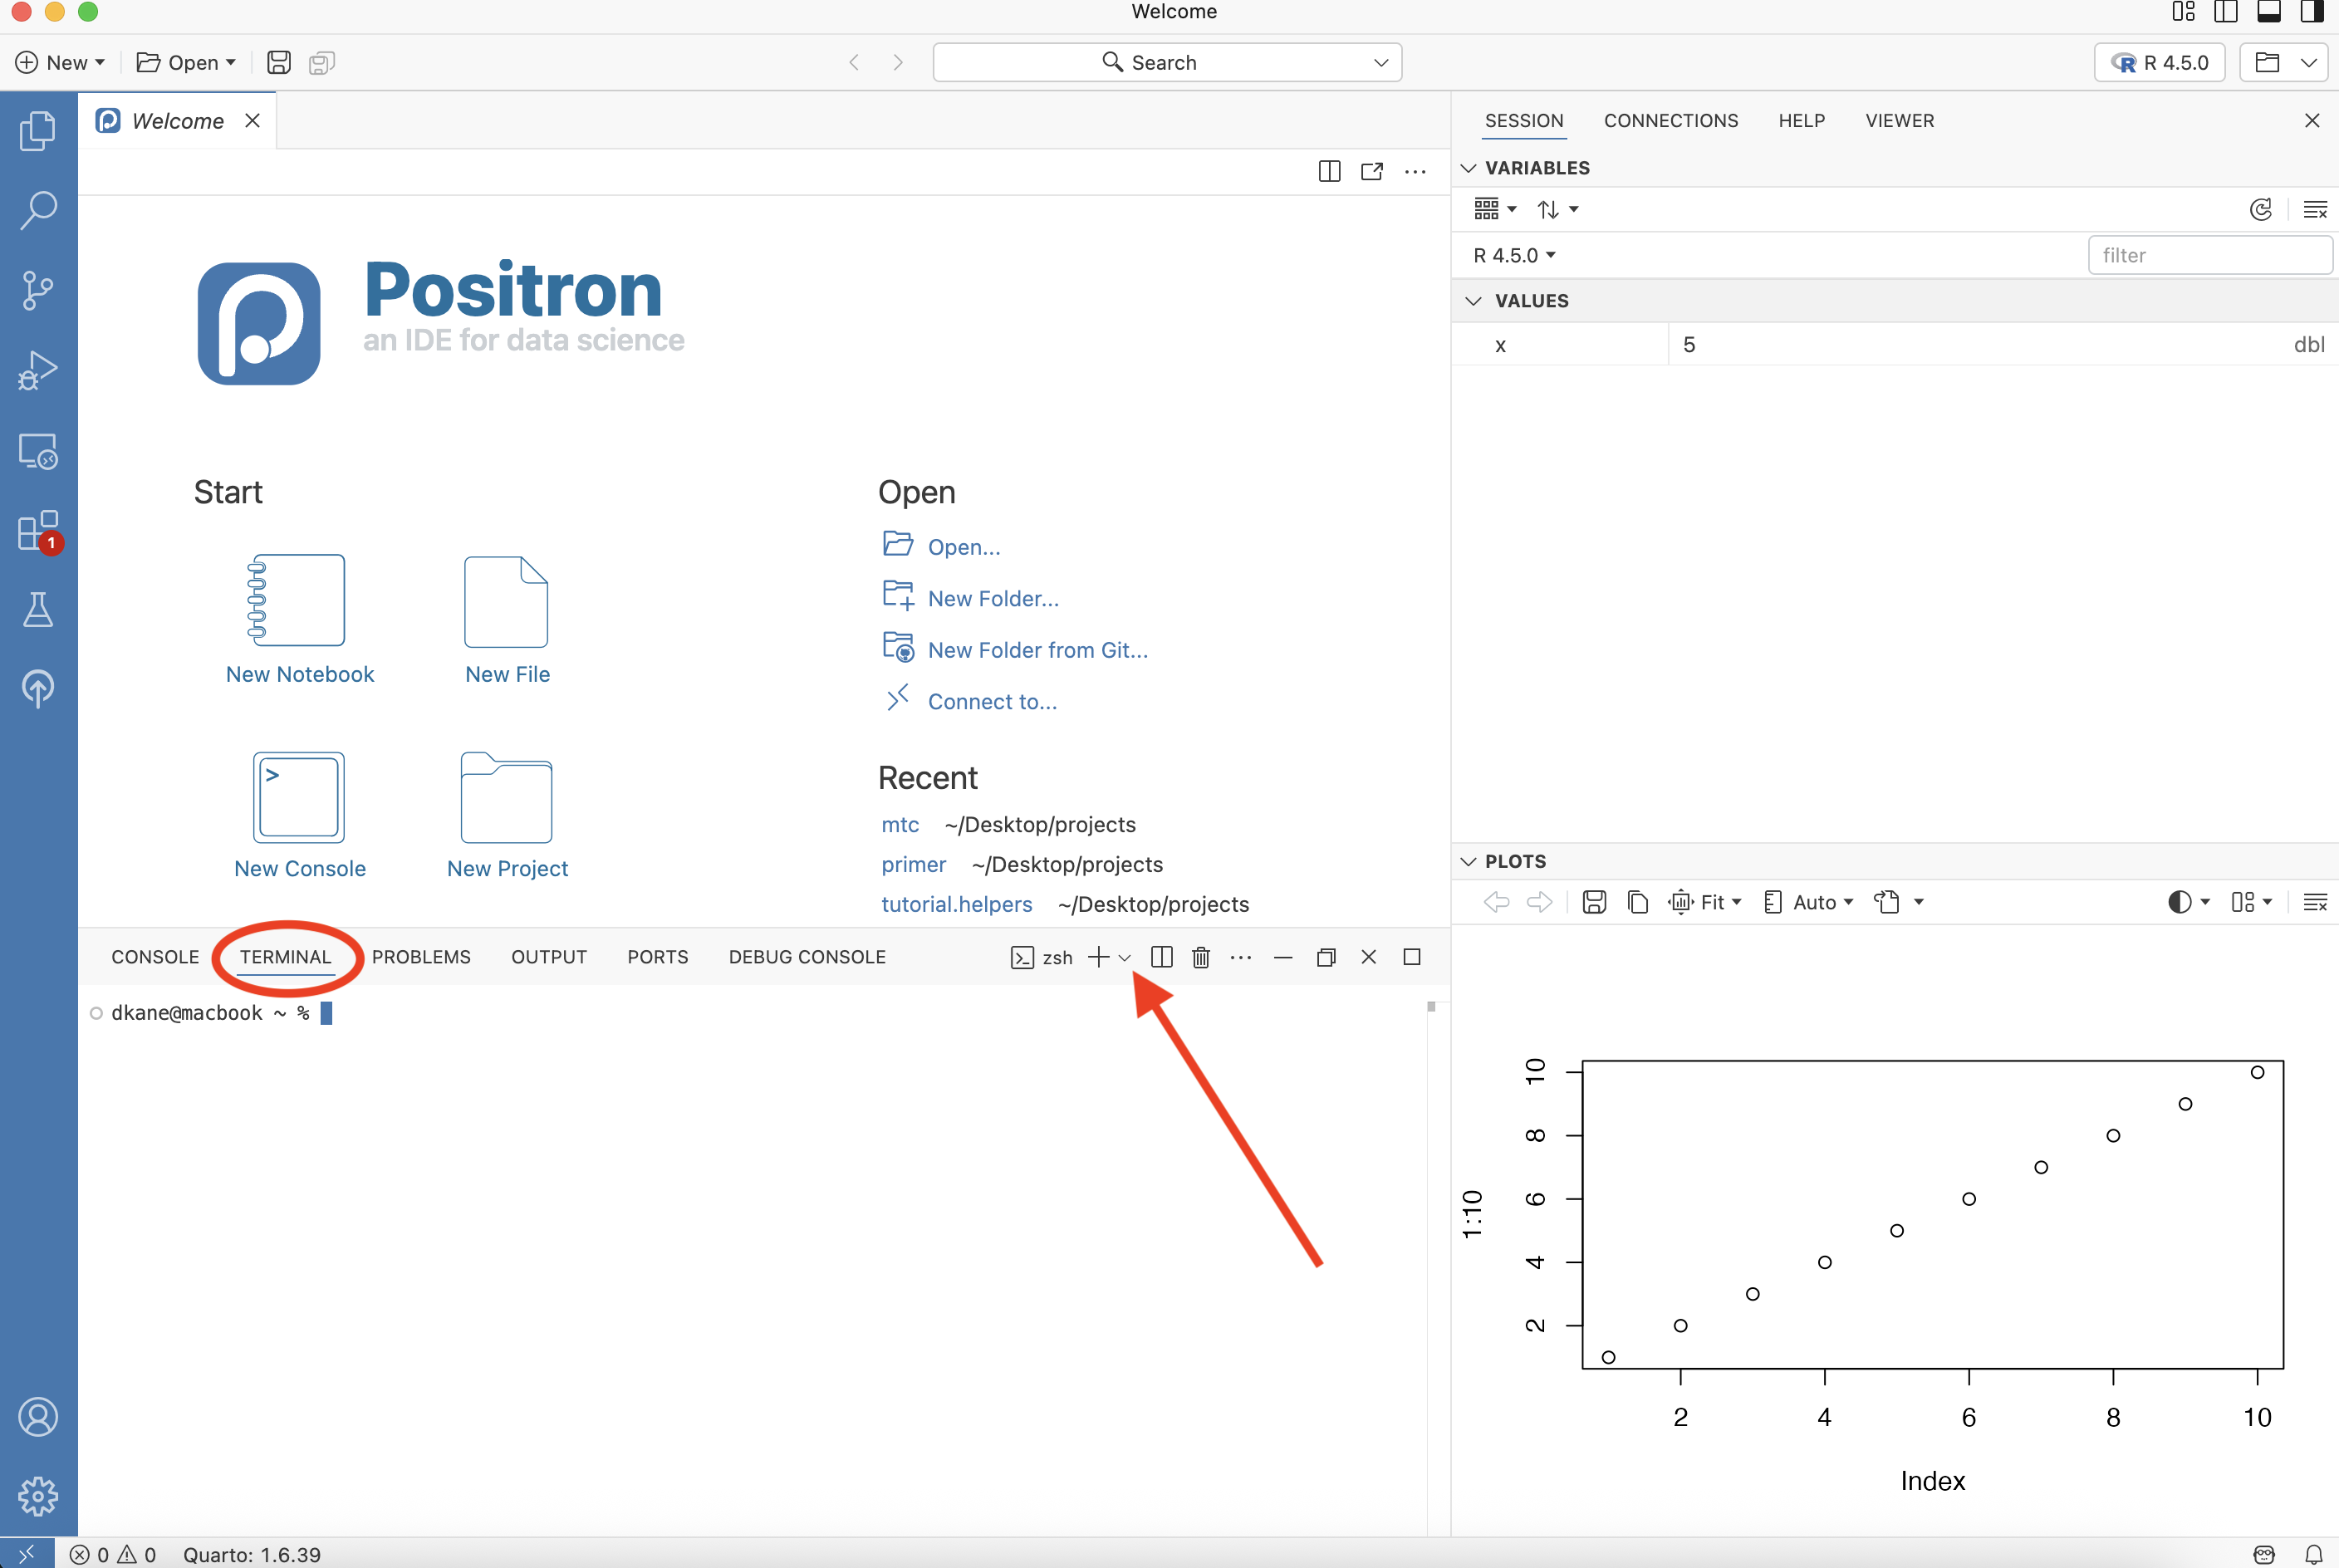 Welcome
New
Open
Search
R 4.5.0
Welcome
SESSION CONNECTIONS HELP VIEWER
VARIABLES
R 4.5.0
filter
VALUES
x 5 dbl
Positron
an IDE for data science
Start
New Notebook
New File
New Console
New Project
Open
Open...
New Folder...
New Folder from Git...
Connect to...
Recent
mtc ~/Desktop/projects
primer ~/Desktop/projects
tutorial.helpers ~/Desktop/projects
1
CONSOLE TERMINAL PROBLEMS OUTPUT PORTS DEBUG CONSOLE
zsh
dkane@macbook ~ %
PLOTS
Fit Auto
10
8
6
4
2
1:10
2 4 6 8 10
Index
0 0 Quarto: 1.6.39